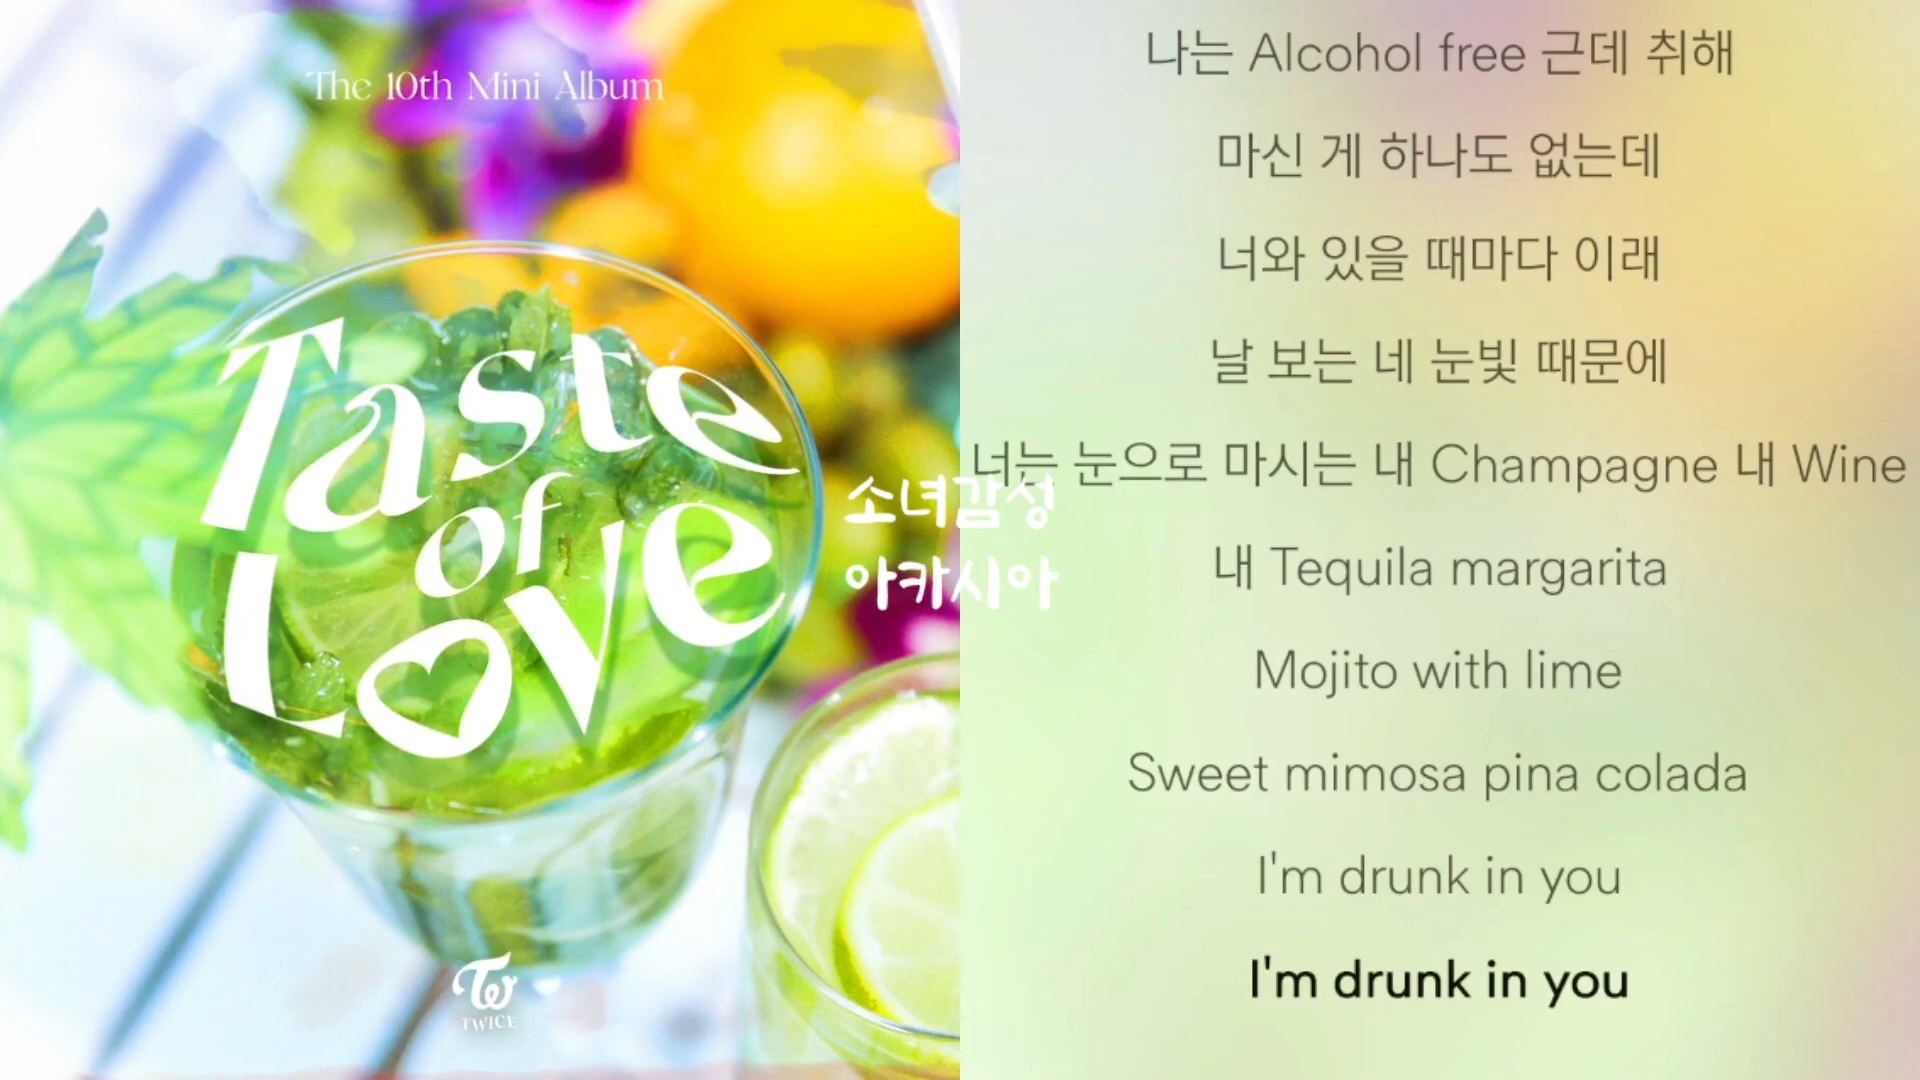 The 10th Mini Album
Taste
of
Love
TWICE
소녀감성
아카시아
나는 Alcohol free 근데 취해
마신 게 하나도 없는데
너와 있을 때마다 이래
날 보는 네 눈빛 때문에
너는 눈으로 마시는 내 Champagne 내 Wine
내 Tequila margarita
Mojito with lime
Sweet mimosa pina colada
I'm drunk in you
I'm drunk in you